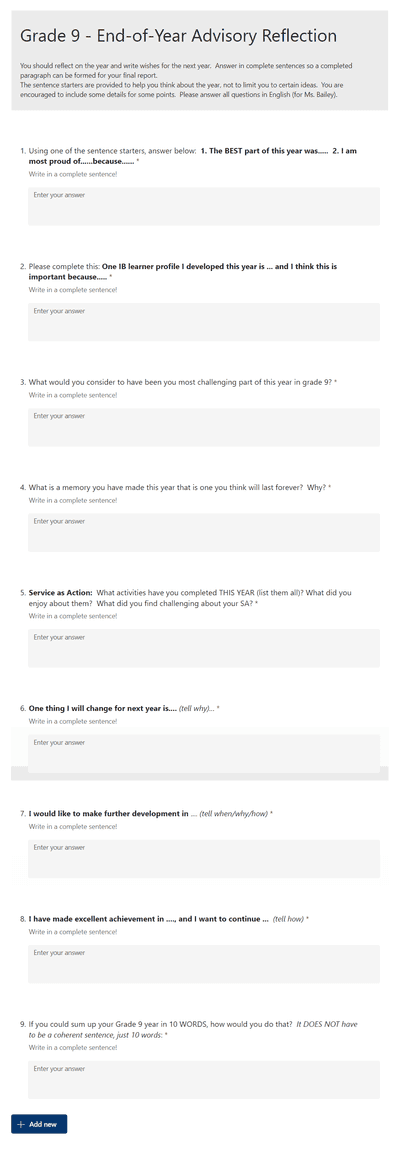 Grade 9 - End-of-Year Advisory Reflection
You should reflect on the year and write wishes for the next year.  Answer in complete sentences so a completed
paragraph can be formed for your final report.
The sentence starters are provided to help you think about the year, not to limit you to certain ideas.  You are
encouraged to include some details for some points.  Please answer all questions in English (for Ms. Bailey).
1. Using one of the sentence starters, answer below:  1. The BEST part of this year was.....  2. I am
most proud of......because...... *
Write in a complete sentence!
Enter your answer
2. Please complete this: One IB learner profile I developed this year is ... and I think this is
important because..... *
Write in a complete sentence!
Enter your answer
3. What would you consider to have been you most challenging part of this year in grade 9? *
Write in a complete sentence!
Enter your answer
4. What is a memory you have made this year that is one you think will last forever?  Why? *
Write in a complete sentence!
Enter your answer
5. Service as Action:  What activities have you completed THIS YEAR (list them all)? What did you
enjoy about them?  What did you find challenging about your SA? *
Write in a complete sentence!
Enter your answer
6. One thing I will change for next year is.... (tell why)... *
Write in a complete sentence!
Enter your answer
7. I would like to make further development in ... (tell when/why/how) *
Write in a complete sentence!
Enter your answer
8. I have made excellent achievement in ...., and I want to continue ...  (tell how) *
Write in a complete sentence!
Enter your answer
9. If you could sum up your Grade 9 year in 10 WORDS, how would you do that?  It DOES NOT have
to be a coherent sentence, just 10 words: *
Write in a complete sentence!
Enter your answer
+ Add new